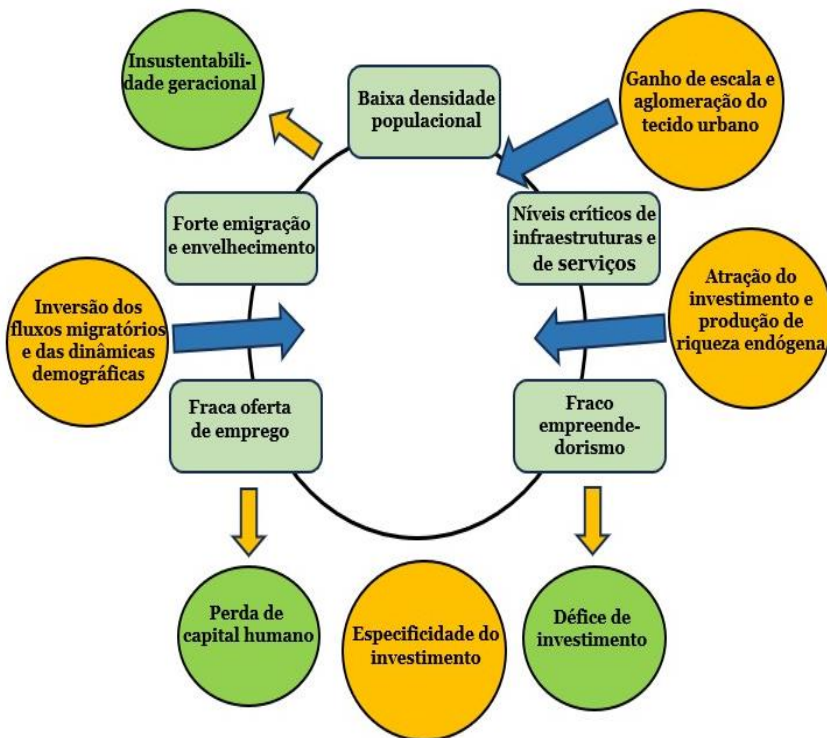 Insustentabili-
dade geracional
Baixa densidade
populacional
Ganho de escala e
aglomeração do
tecido urbano
Forte emigração
e envelhecimento
Níveis críticos de
infraestruturas e
de serviços
Inversão dos
fluxos migratórios
e das dinâmicas
demográficas
Atração do
investimento e
produção de
riqueza endógena
Fraca oferta
de emprego
Fraco
empreende-
dorismo
Perda de
capital humano
Especificidade do
investimento
Défice de
investimento